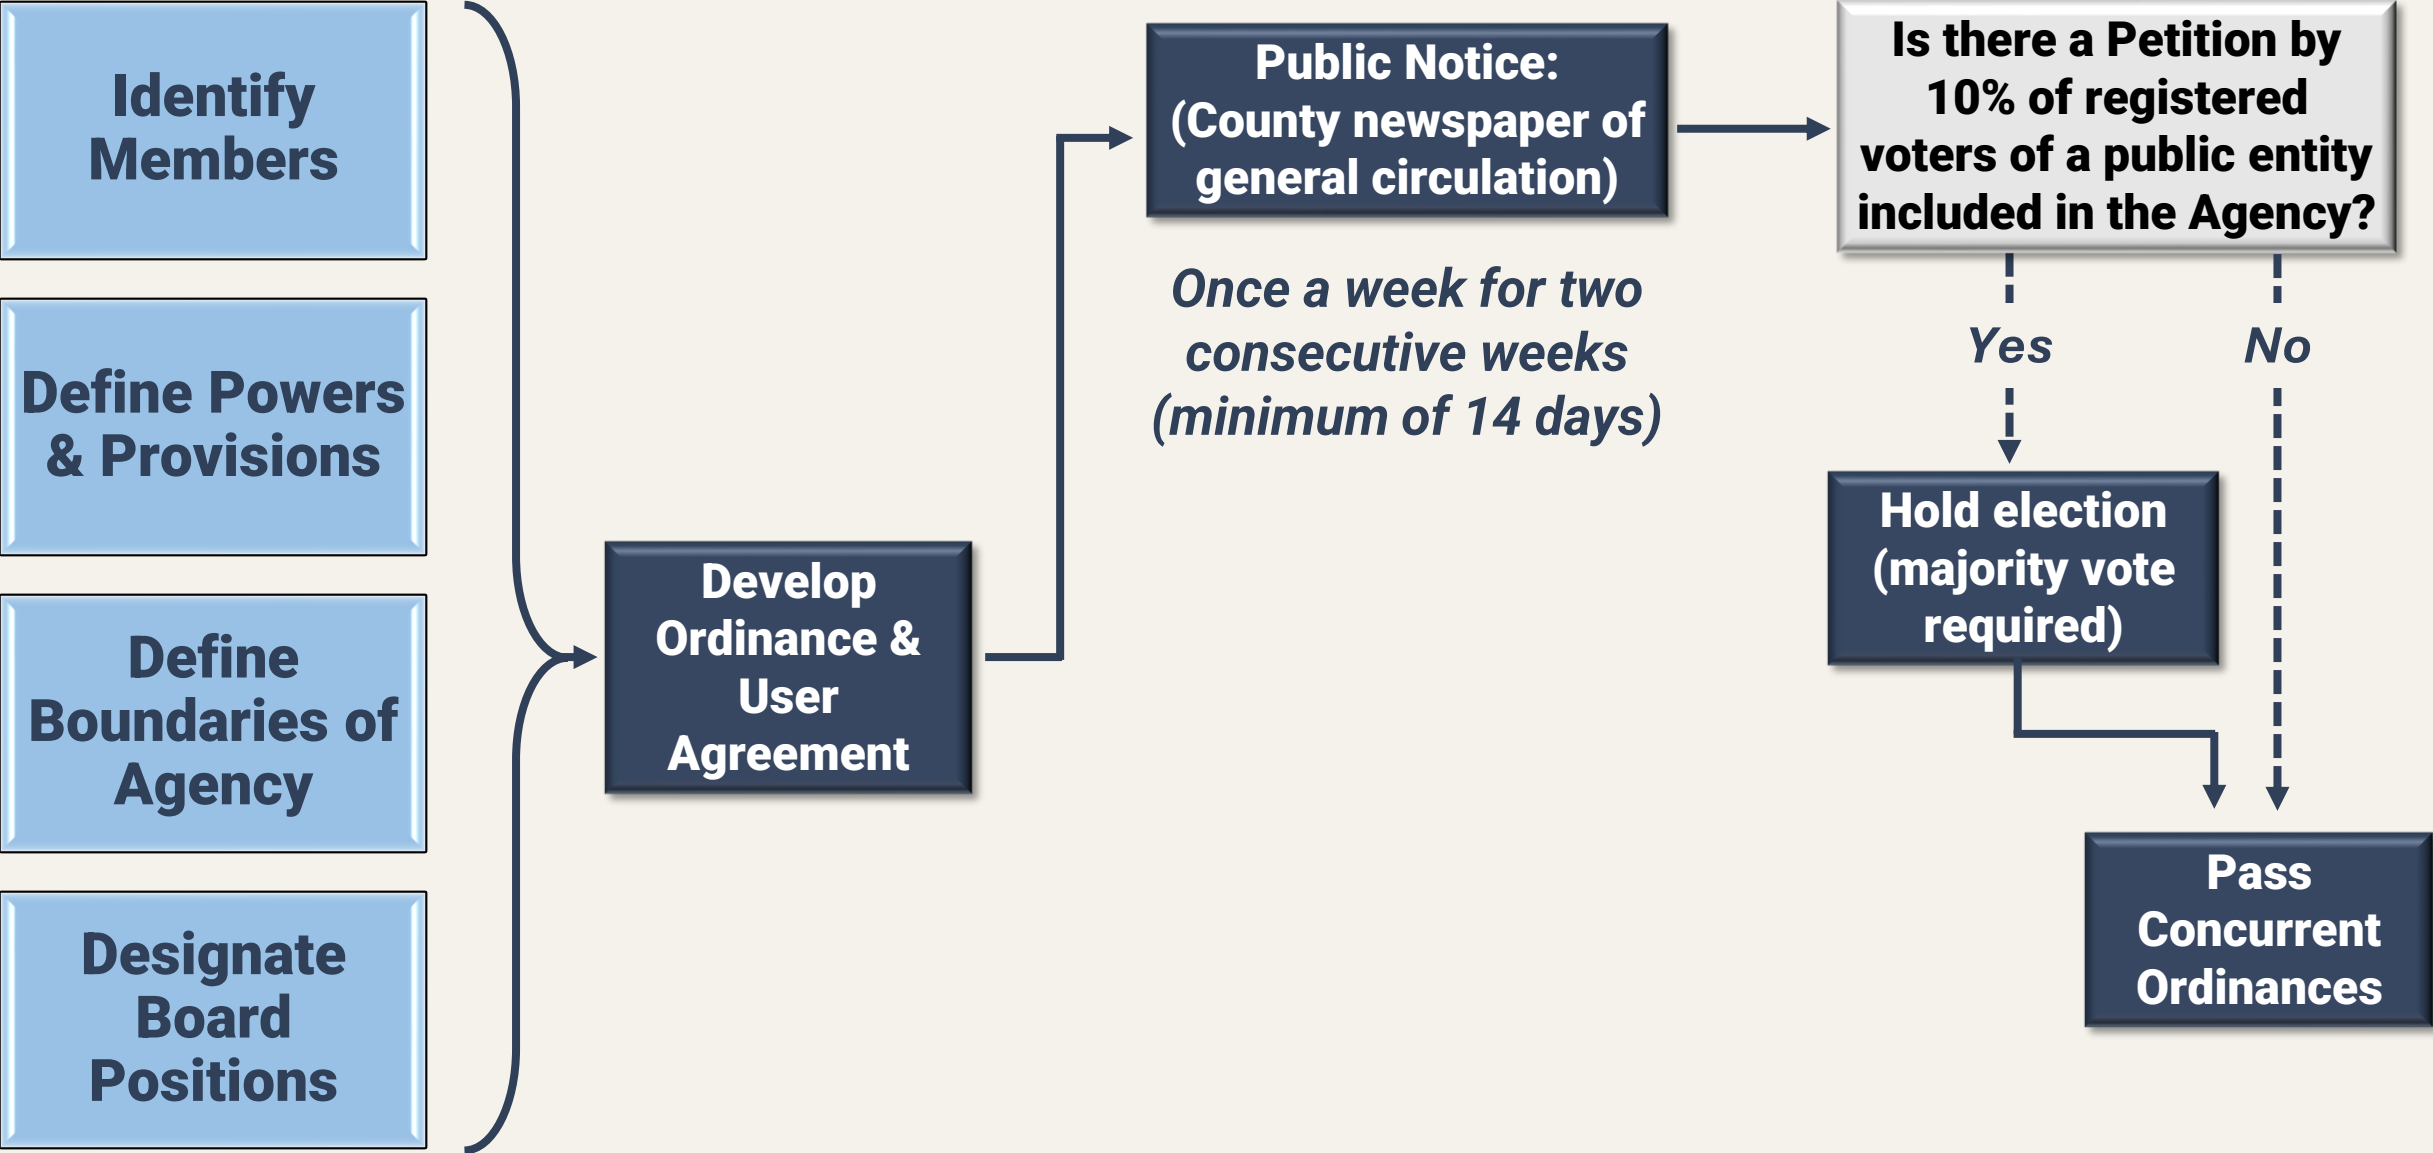 Identify
Members
Define Powers
& Provisions
Define
Boundaries of
Agency
Designate
Board
Positions
Develop
Ordinance &
User
Agreement
Public Notice:
(County newspaper of
general circulation)
Once a week for two
consecutive weeks
(minimum of 14 days)
Is there a Petition by
10% of registered
voters of a public entity
included in the Agency?
Yes
No
Hold election
(majority vote
required)
Pass
Concurrent
Ordinances